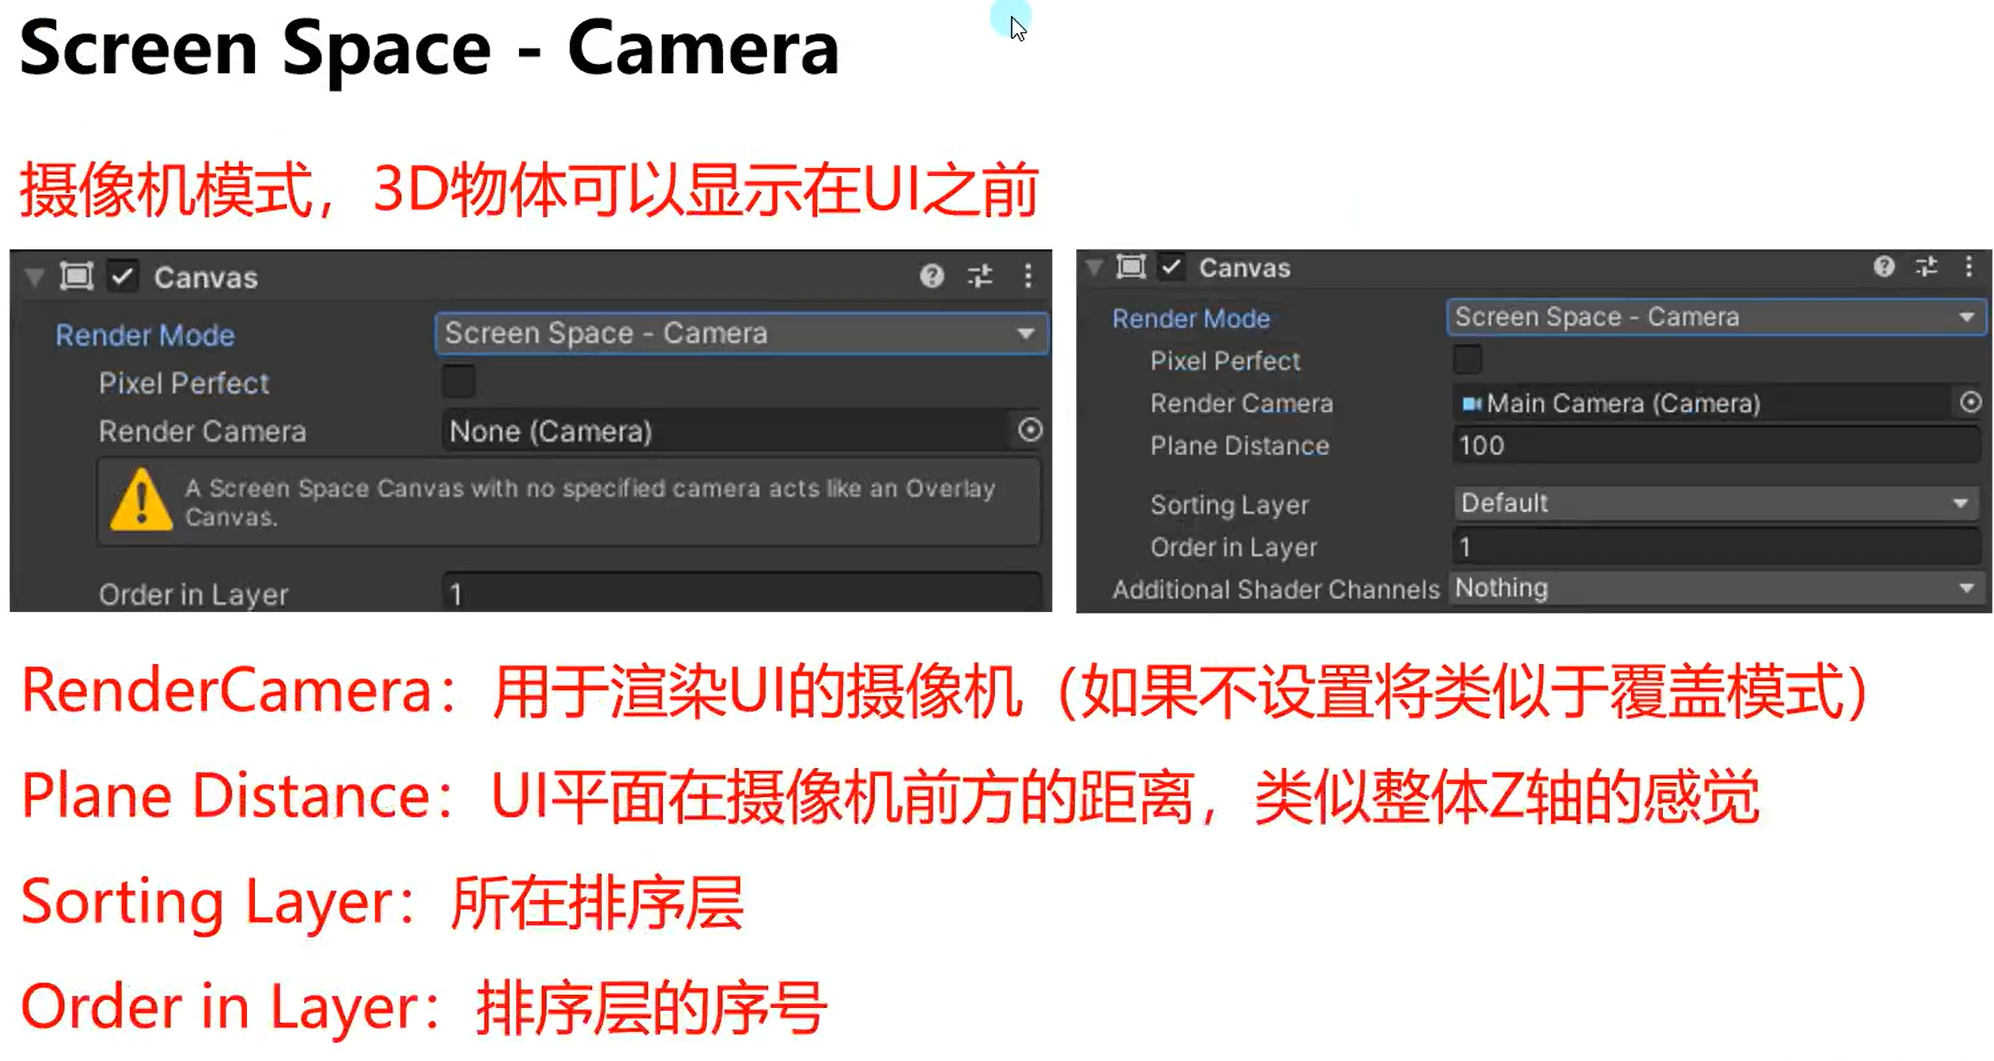 Screen Space - Camera
摄像机模式，3D物体可以显示在UI之前
Canvas
Render Mode Screen Space - Camera
Pixel Perfect
Render Camera None (Camera)
A Screen Space Canvas with no specified camera acts like an Overlay
Canvas.
Order in Layer 1
Canvas
Render Mode Screen Space - Camera
Pixel Perfect
Render Camera Main Camera (Camera)
Plane Distance 100
Sorting Layer Default
Order in Layer 1
Additional Shader Channels Nothing
RenderCamera：用于渲染UI的摄像机（如果不设置将类似于覆盖模式）
Plane Distance：UI平面在摄像机前方的距离，类似整体Z轴的感觉
Sorting Layer：所在排序层
Order in Layer：排序层的序号